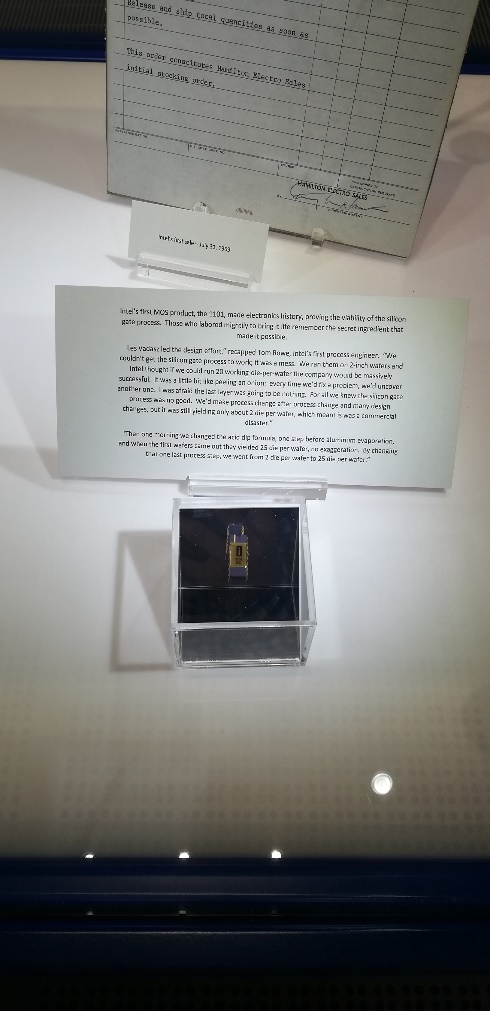 Release and ship total quantities as soon as
possible.
This order constitutes Hamilton Electro Sales
initial stocking order.
HAMILTON ELECTRO SALES
Intel's first sale: July 31, 1969
Intel's first MOS product, the 1101, made electronics history, proving the viability of the silicon
gate process. Those who labored mightily to bring it life remember the secret ingredient that
made it possible.
"Les Vadasz led the design effort," recapped Tom Rowe, Intel's first process engineer. "We
couldn't get the silicon gate process to work; it was a mess. We ran them on 2-inch wafers and
Intel thought if we could run 20 working die-per-wafer the company would be massively
successful. It was a little bit like peeling an onion: every time we'd fix a problem, we'd uncover
another one. I was afraid the last layer was going to be nothing. For all we knew the silicon gate
process was no good. We'd make process change after process change and many design
changes, but it was still yielding only about 2 die per wafer, which meant is was a commercial
disaster."
"Then one morning we changed the acid dip formula, one step before aluminum evaporation,
and when the first wafers came out they yielded 25 die per wafer, no exaggeration. By changing
that one last process step, we went from 2 die per wafer to 25 die per wafer."